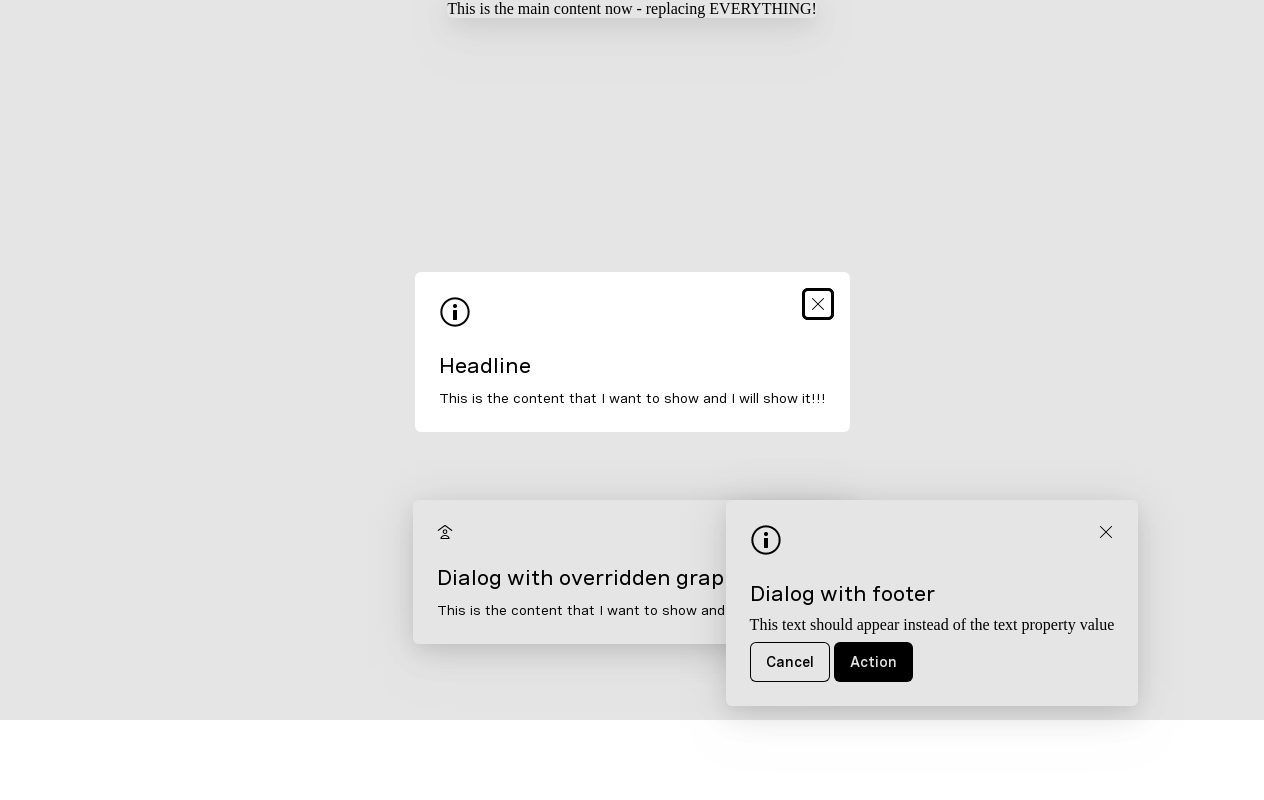 This is the main content now - replacing EVERYTHING!
Headline
This is the content that I want to show and I will show it!!!
Dialog with overridden grap
This is the content that I want to show and
Dialog with footer
This text should appear instead of the text property value
Cancel
Action